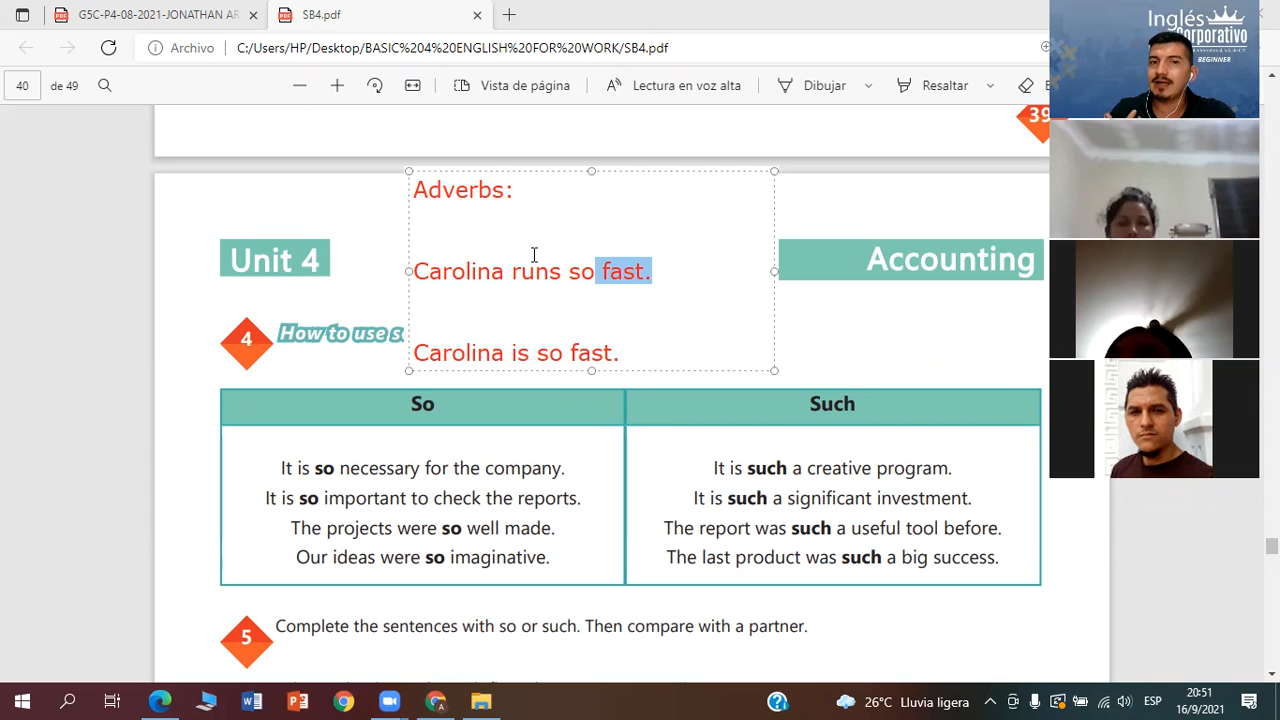 G5C-P4-08-2021-JONATHAN AR
SB4.pdf
Archivo
C:/Users/HP/Desktop/BASIC%204%20ENGLISH%20FOR%20WORK/SB4.pdf
40 de 49
Vista de página
Lectura en voz alta
Dibujar
Resaltar
Inglés
Corporativo
BEGINNER
39
Adverbs:
Unit 4
Carolina runs so fast.
Accounting
4
How to use s
Carolina is so fast.
So
Such
It is so necessary for the company.
It is such a creative program.
It is so important to check the reports.
It is such a significant investment.
The projects were so well made.
The report was such a useful tool before.
Our ideas were so imaginative.
The last product was such a big success.
5
Complete the sentences with so or such. Then compare with a partner.
26°C Lluvia ligera
ESP
20:51
16/9/2021